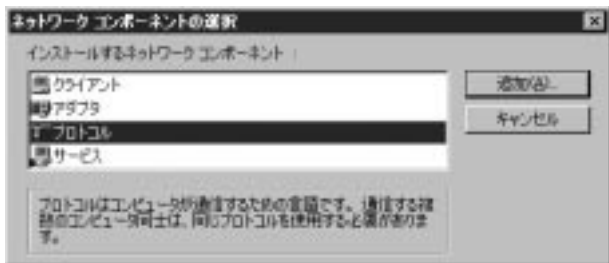 ネットワーク コンポーネントの選択
インストールするネットワーク コンポーネント :
クライアント
アダプタ
プロトコル
サービス
追加(A)...
キャンセル
プロトコルはコンピュータが通信するための言語です。通信する複
数のコンピュータ同士は、同じプロトコルを使用する必要がありま
す。